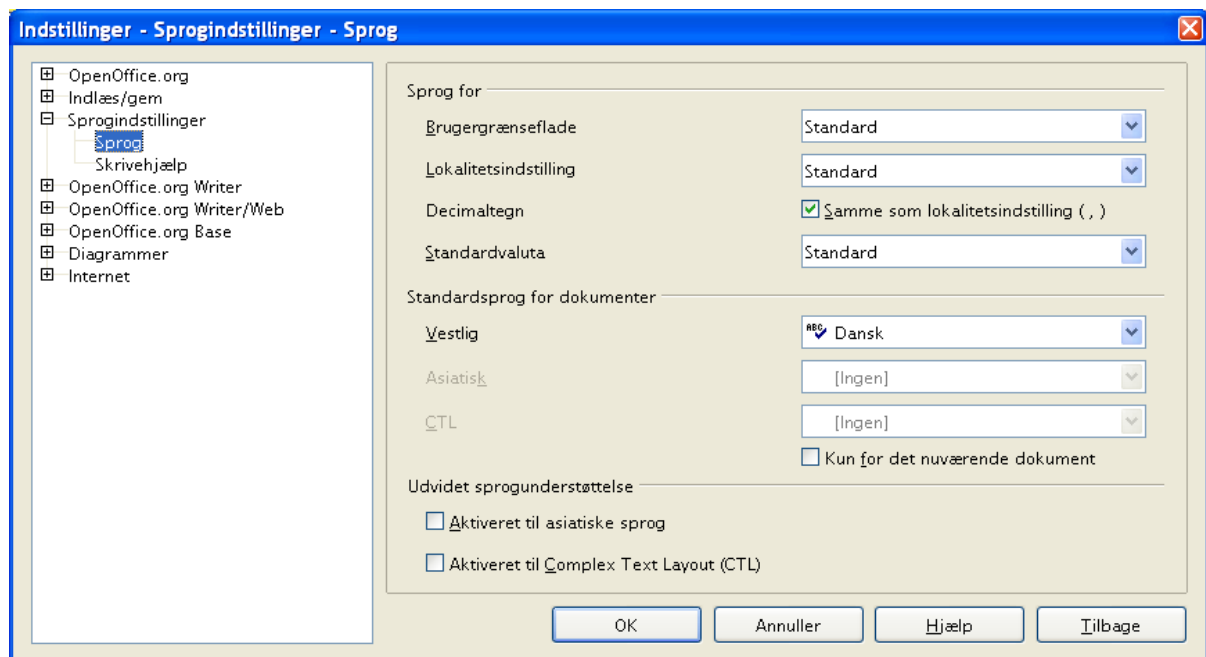 Indstillinger - Sprogindstillinger - Sprog
OpenOffice.org
Indlæs/gem
Sprogindstillinger
Sprog
Skrivehjælp
OpenOffice.org Writer
OpenOffice.org Writer/Web
OpenOffice.org Base
Diagrammer
Internet
Sprog for
Brugergrænseflade Standard
Lokalitetsindstilling Standard
Decimaltegn Samme som lokalitetsindstilling ( , )
Standardvaluta Standard
Standardsprog for dokumenter
Vestlig ABC Dansk
Asiatisk [Ingen]
CTL [Ingen]
Kun for det nuværende dokument
Udvidet sprogunderstøttelse
Aktiveret til asiatiske sprog
Aktiveret til Complex Text Layout (CTL)
OK Annuller Hjælp Tilbage